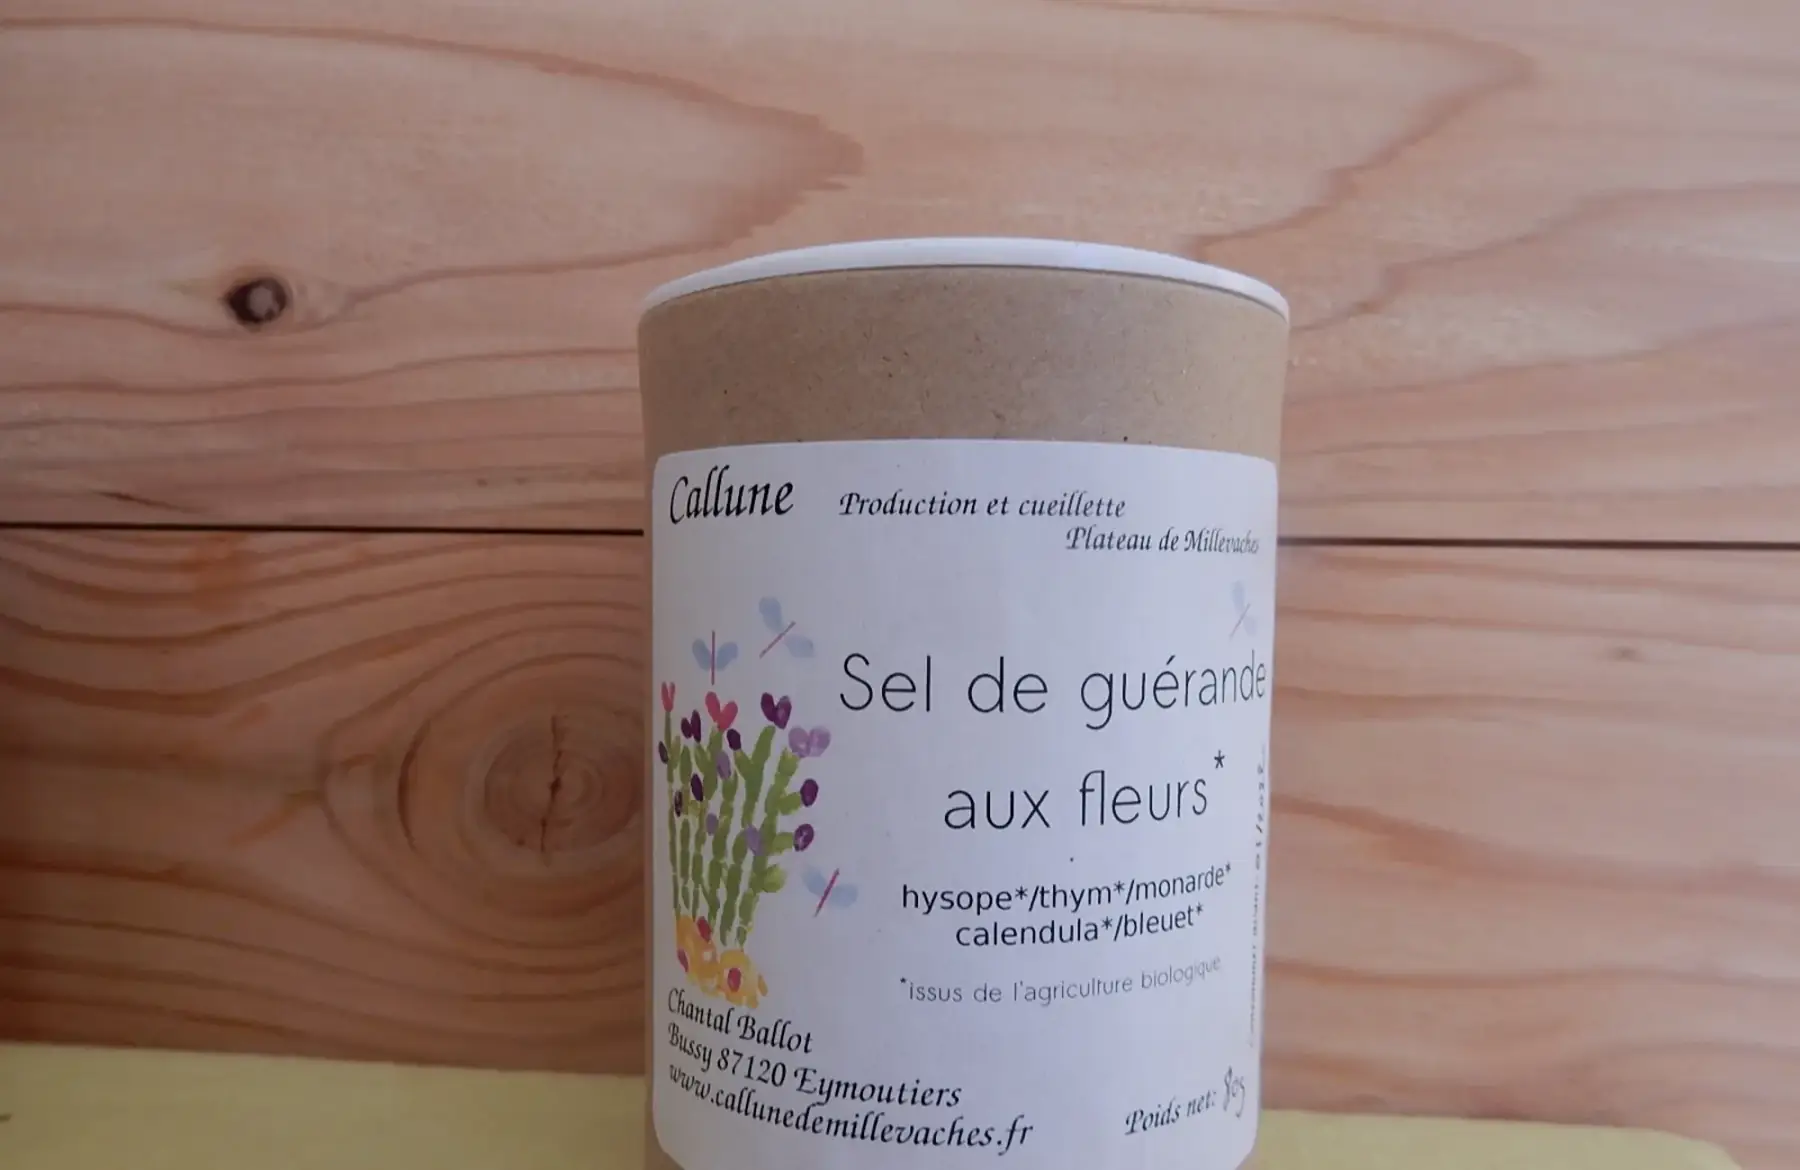 Callune
Production et cueillette
Plateau de Millevaches
Sel de guérande
aux fleurs*
hysope*/thym*/monarde*
calendula*/bleuet*
*issus de l'agriculture biologique
Chantal Ballot
Bussy 87120 Eymoutiers
www.callunedemillevaches.fr
Poids net: 80g